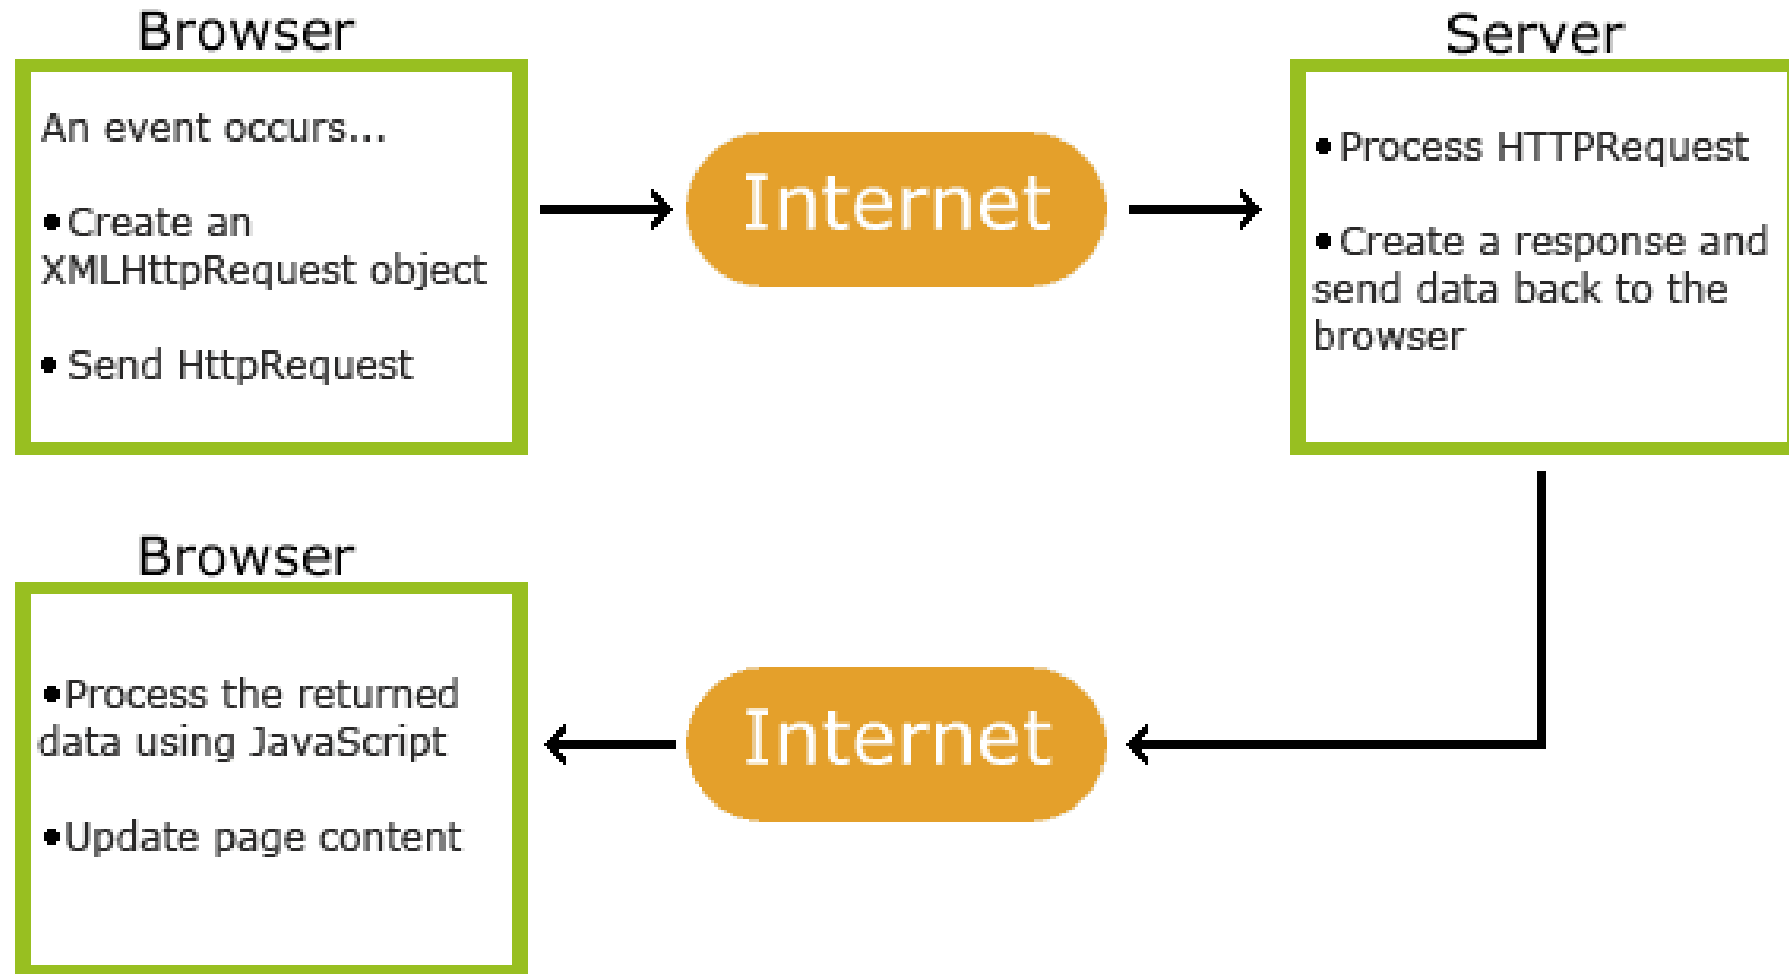 Browser
An event occurs...
• Create an
XMLHttpRequest object
• Send HttpRequest
Internet
Server
• Process HTTPRequest
• Create a response and
send data back to the
browser
Browser
•Process the returned
data using JavaScript
•Update page content
Internet